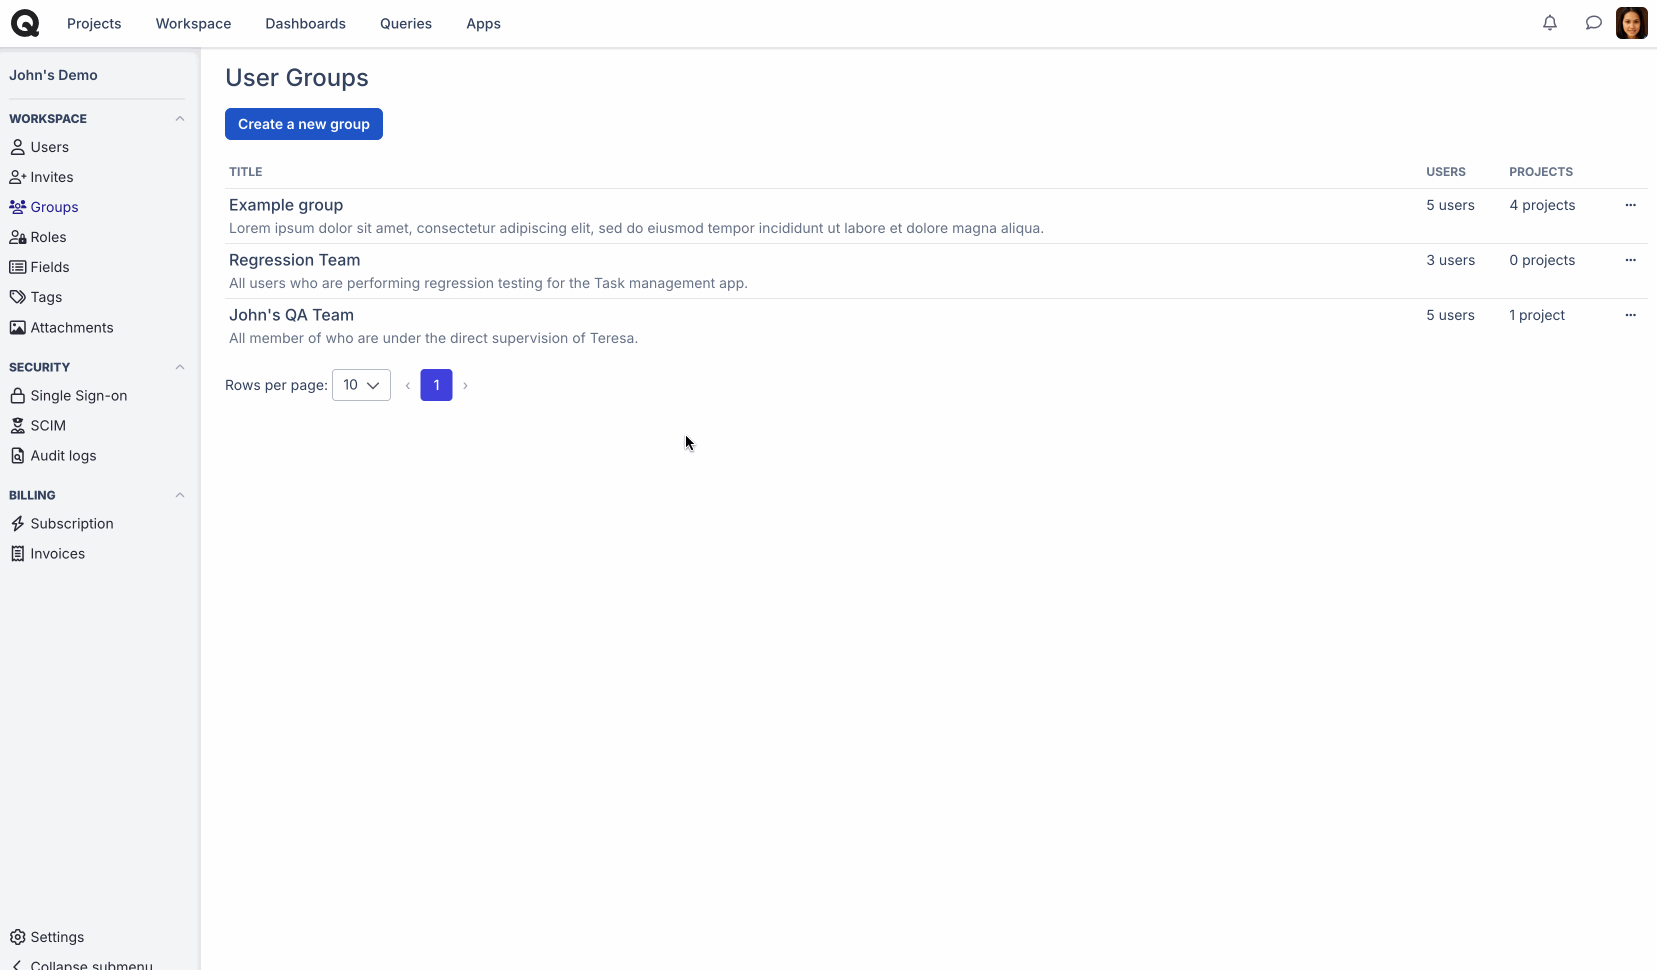 Projects Workspace Dashboards Queries Apps
John's Demo
WORKSPACE
Users
Invites
Groups
Roles
Fields
Tags
Attachments
SECURITY
Single Sign-on
SCIM
Audit logs
BILLING
Subscription
Invoices
Settings
Collapse submenu
User Groups
Create a new group
TITLE USERS PROJECTS
Example group 5 users 4 projects
Lorem ipsum dolor sit amet, consectetur adipiscing elit, sed do eiusmod tempor incididunt ut labore et dolore magna aliqua.
Regression Team 3 users 0 projects
All users who are performing regression testing for the Task management app.
John's QA Team 5 users 1 project
All member of who are under the direct supervision of Teresa.
Rows per page: 10 ‹ 1 ›